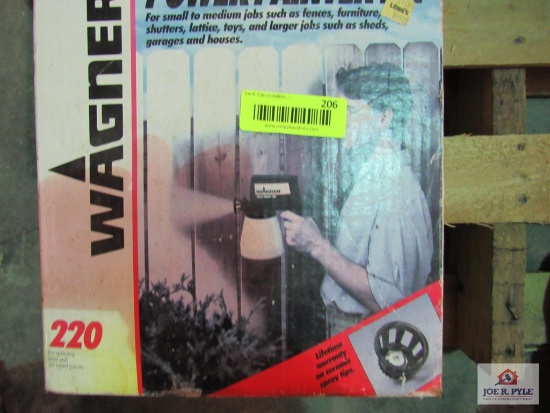 POWER PAINTER
For small to medium jobs such as fences, furniture,
shutters, lattice, toys, and larger jobs such as sheds,
garages and houses.
WAGNER
206
WAGNER
220
Lifetime
warranty
on ceramic
spray tips.
JOE R. PYLE